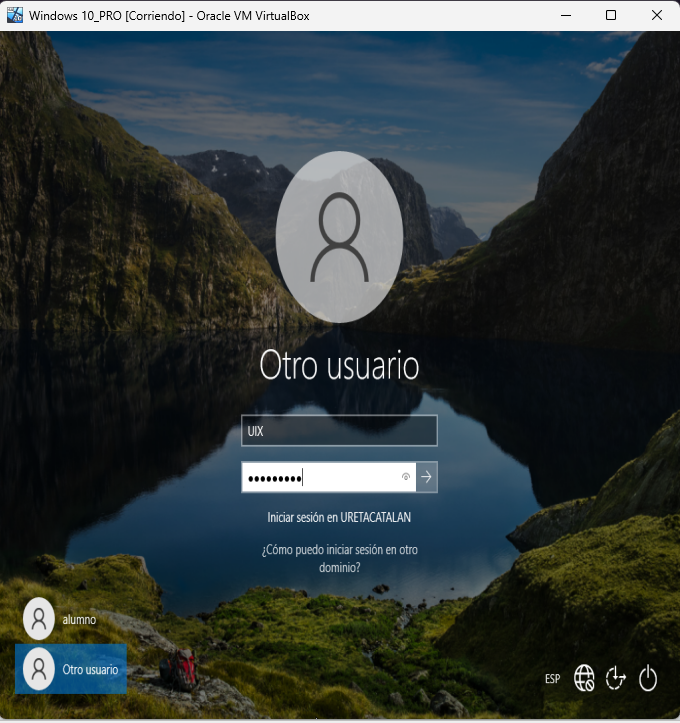 Windows 10_PRO [Corriendo] - Oracle VM VirtualBox
Otro usuario
UIX
Iniciar sesión en URETACATALAN
¿Cómo puedo iniciar sesión en otro
dominio?
alumno
Otro usuario
ESP